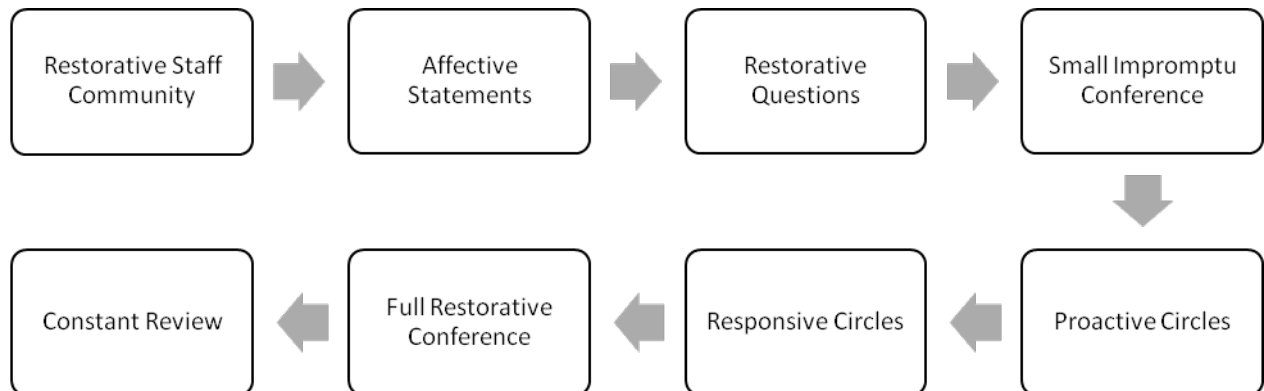 Restorative Staff
Community
Affective
Statements
Restorative
Questions
Small Impromptu
Conference
Proactive Circles
Responsive Circles
Full Restorative
Conference
Constant Review